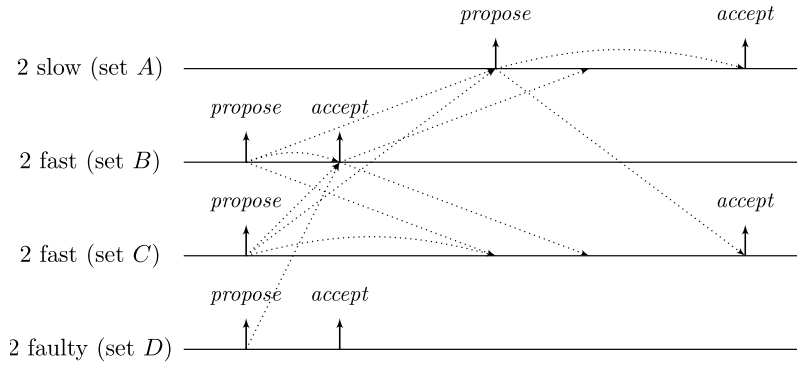 propose accept
2 slow (set A)
propose accept
2 fast (set B)
propose accept
2 fast (set C)
propose accept
2 faulty (set D)